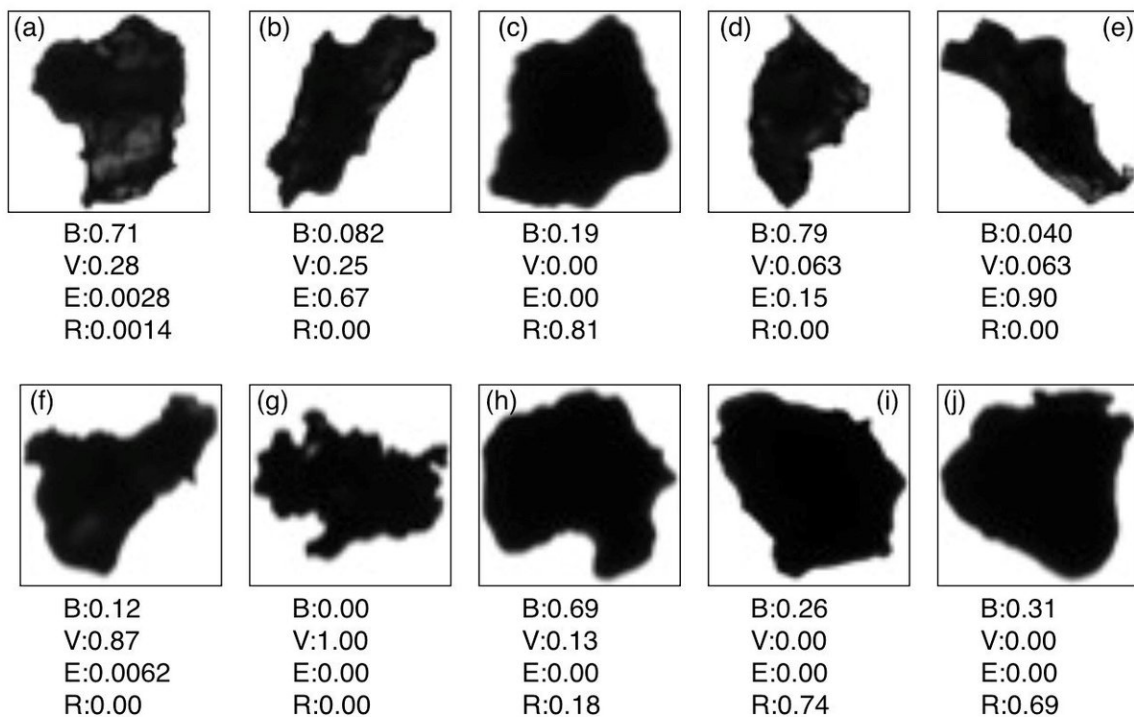 (a) (b) (c) (d) (e)
B:0.71 B:0.082 B:0.19 B:0.79 B:0.040
V:0.28 V:0.25 V:0.00 V:0.063 V:0.063
E:0.0028 E:0.67 E:0.00 E:0.15 E:0.90
R:0.0014 R:0.00 R:0.81 R:0.00 R:0.00
(f) (g) (h) (i) (j)
B:0.12 B:0.00 B:0.69 B:0.26 B:0.31
V:0.87 V:1.00 V:0.13 V:0.00 V:0.00
E:0.0062 E:0.00 E:0.00 E:0.00 E:0.00
R:0.00 R:0.00 R:0.18 R:0.74 R:0.69